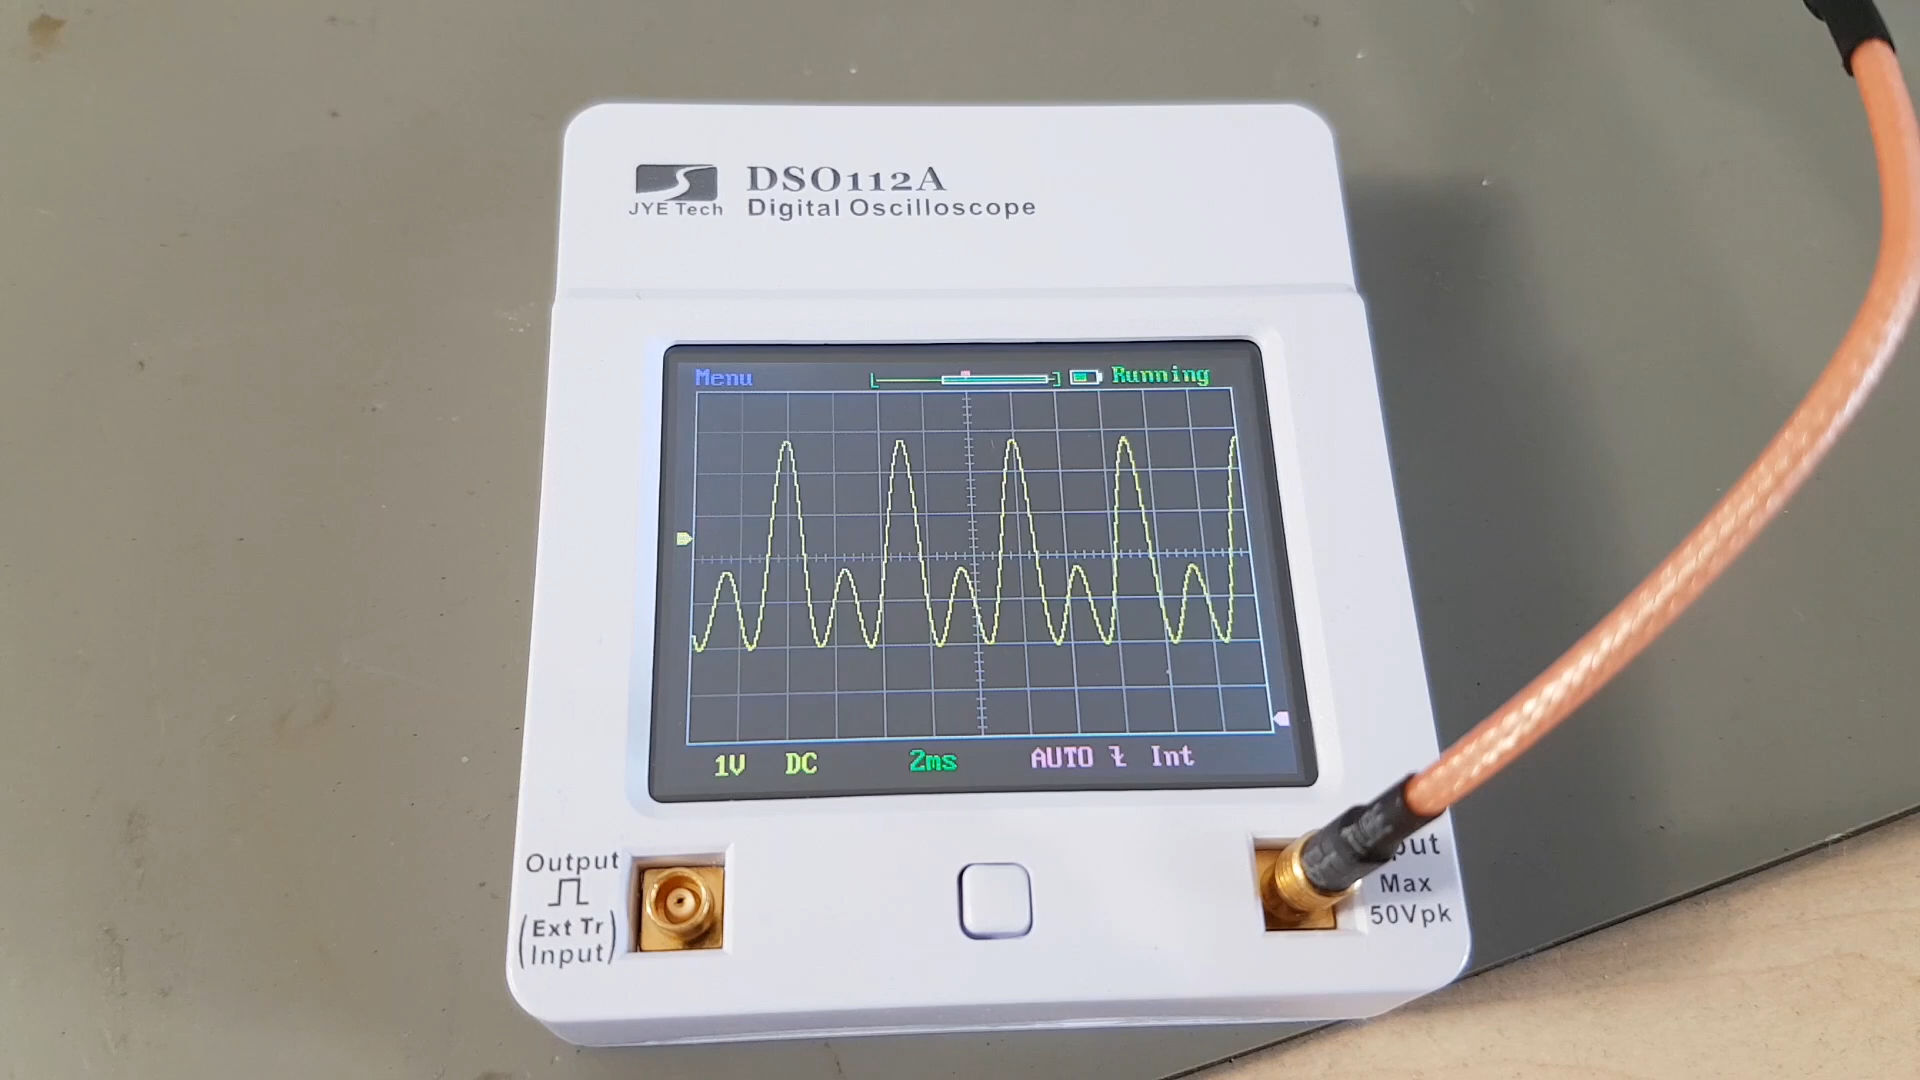 JYE Tech
DSO112A
Digital Oscilloscope
Menu
Running
1V DC 2ms AUTO Int
Output
(Ext Tr
Input)
Max
50Vpk